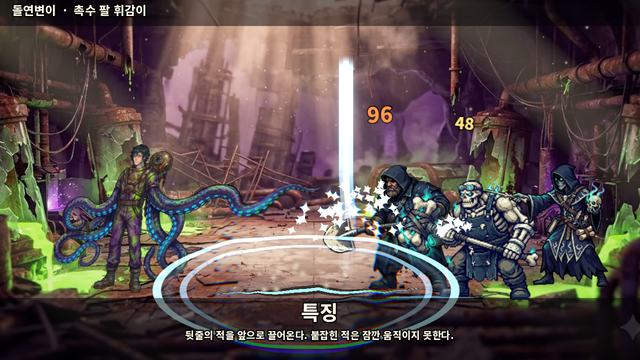 돌연변이 · 촉수 팔 휘감이
96
48
특징
뒷줄의 적을 앞으로 끌어온다. 붙잡힌 적은 잠깐 움직이지 못한다.